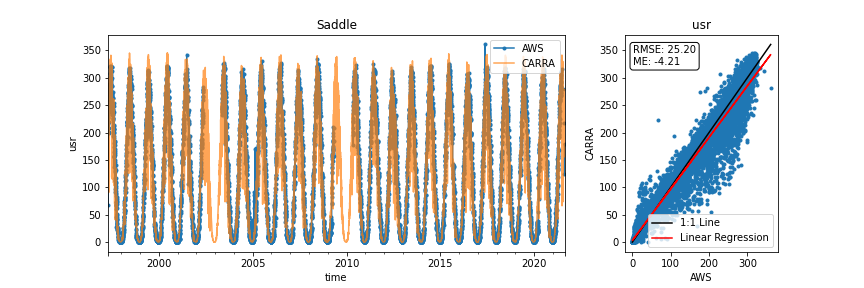 Saddle
usr
350
300
250
200
150
100
50
0
usr
2000
2005
2010
2015
2020
time
AWS
CARRA
350
300
250
200
150
100
50
0
CARRA
0
100
200
300
AWS
RMSE: 25.20
ME: -4.21
1:1 Line
Linear Regression